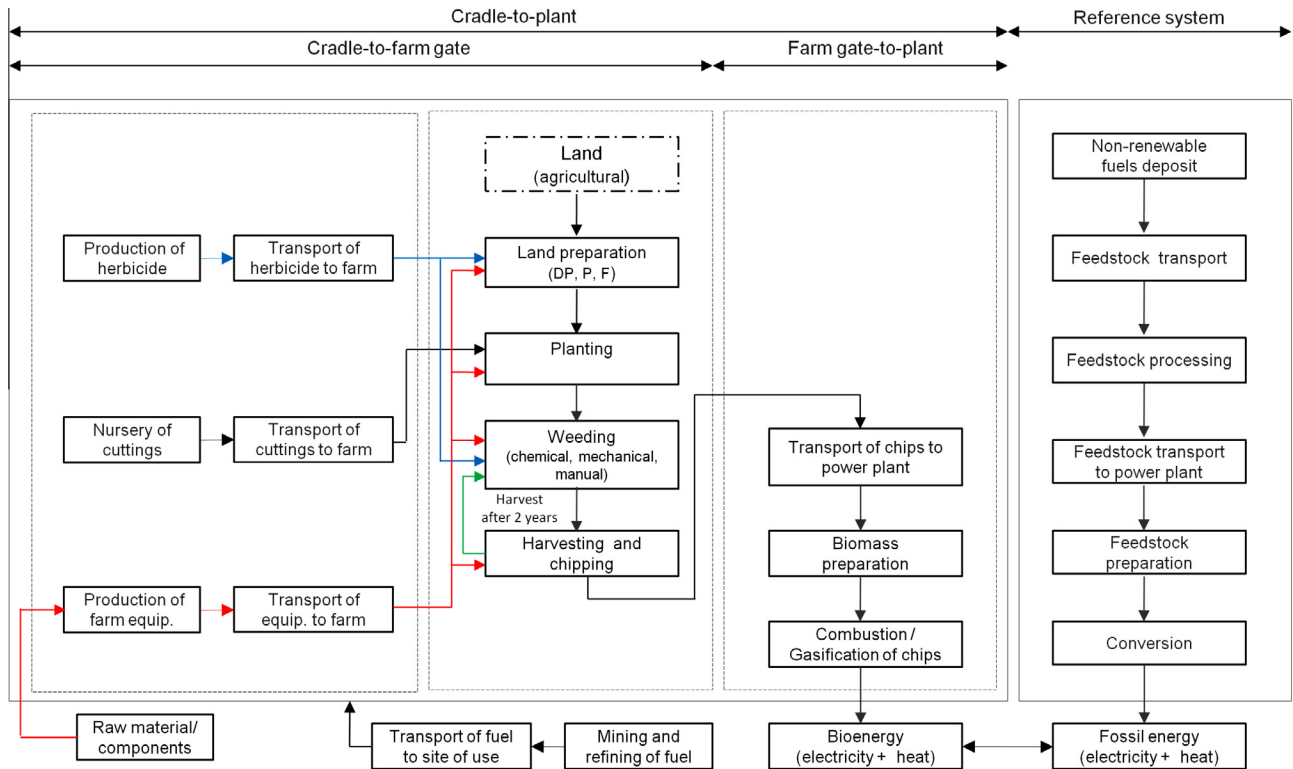 Cradle-to-plant
Reference system
Cradle-to-farm gate
Farm gate-to-plant
Land
(agricultural)
Non-renewable
fuels deposit
Production of
herbicide
Transport of
herbicide to farm
Land preparation
(DP, P, F)
Feedstock transport
Planting
Feedstock processing
Nursery of
cuttings
Transport of
cuttings to farm
Weeding
(chemical, mechanical,
manual)
Transport of chips to
power plant
Feedstock transport
to power plant
Harvest
after 2 years
Harvesting and
chipping
Biomass
preparation
Feedstock
preparation
Production of
farm equip.
Transport of
equip. to farm
Combustion /
Gasification of chips
Conversion
Raw material/
components
Transport of fuel
to site of use
Mining and
refining of fuel
Bioenergy
(electricity + heat)
Fossil energy
(electricity + heat)